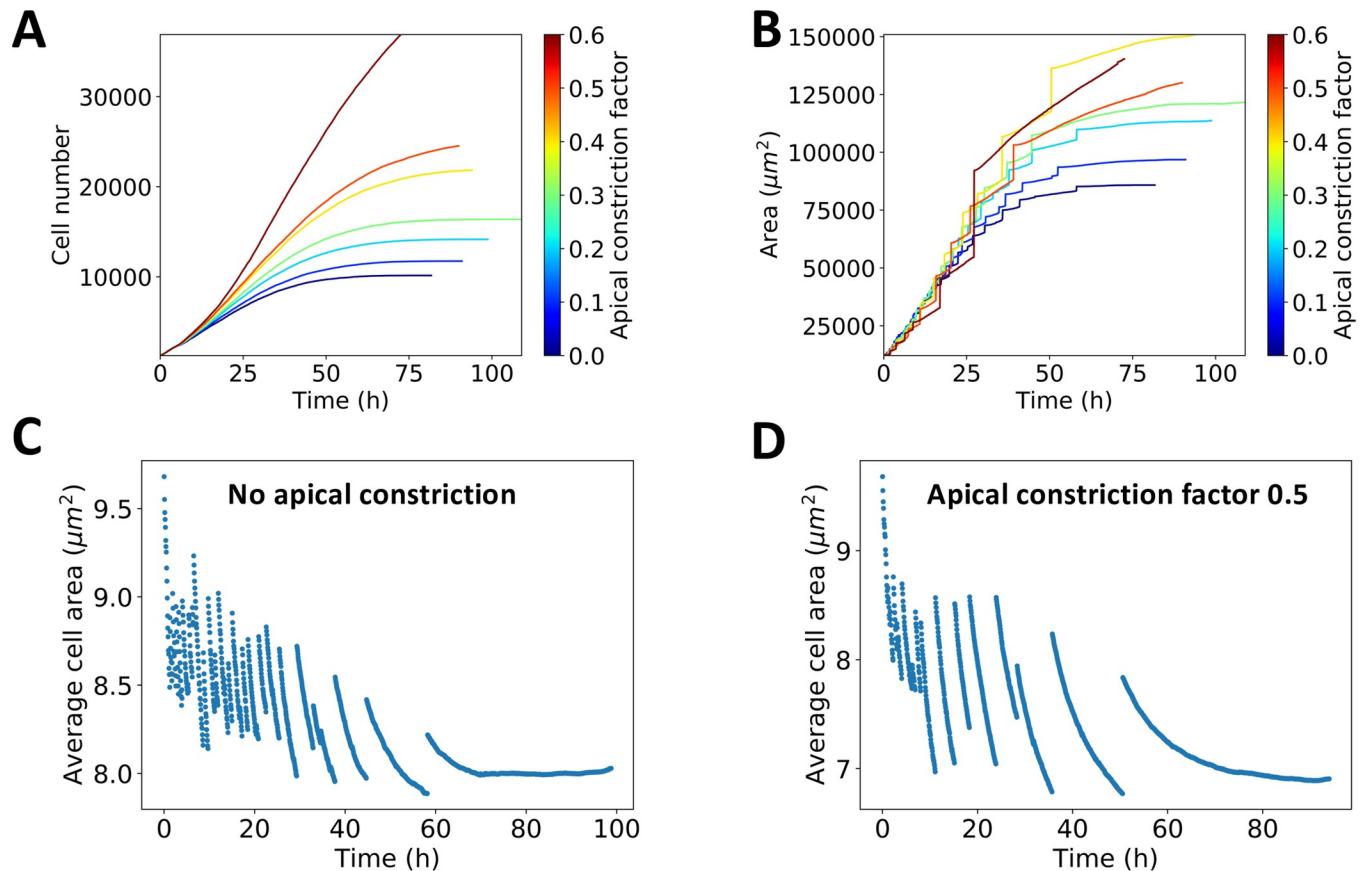 A
Cell number
30000
20000
10000
0 25 50 75 100
Time (h)
0.6
0.5
0.4
0.3
0.2
0.1
0.0
Apical constriction factor
B
Area (μm²)
150000
125000
100000
75000
50000
25000
0 25 50 75 100
Time (h)
0.6
0.5
0.4
0.3
0.2
0.1
0.0
Apical constriction factor
C
No apical constriction
Average cell area (μm²)
9.5
9.0
8.5
8.0
0 20 40 60 80 100
Time (h)
D
Apical constriction factor 0.5
Average cell area (μm²)
9
8
7
0 20 40 60 80
Time (h)